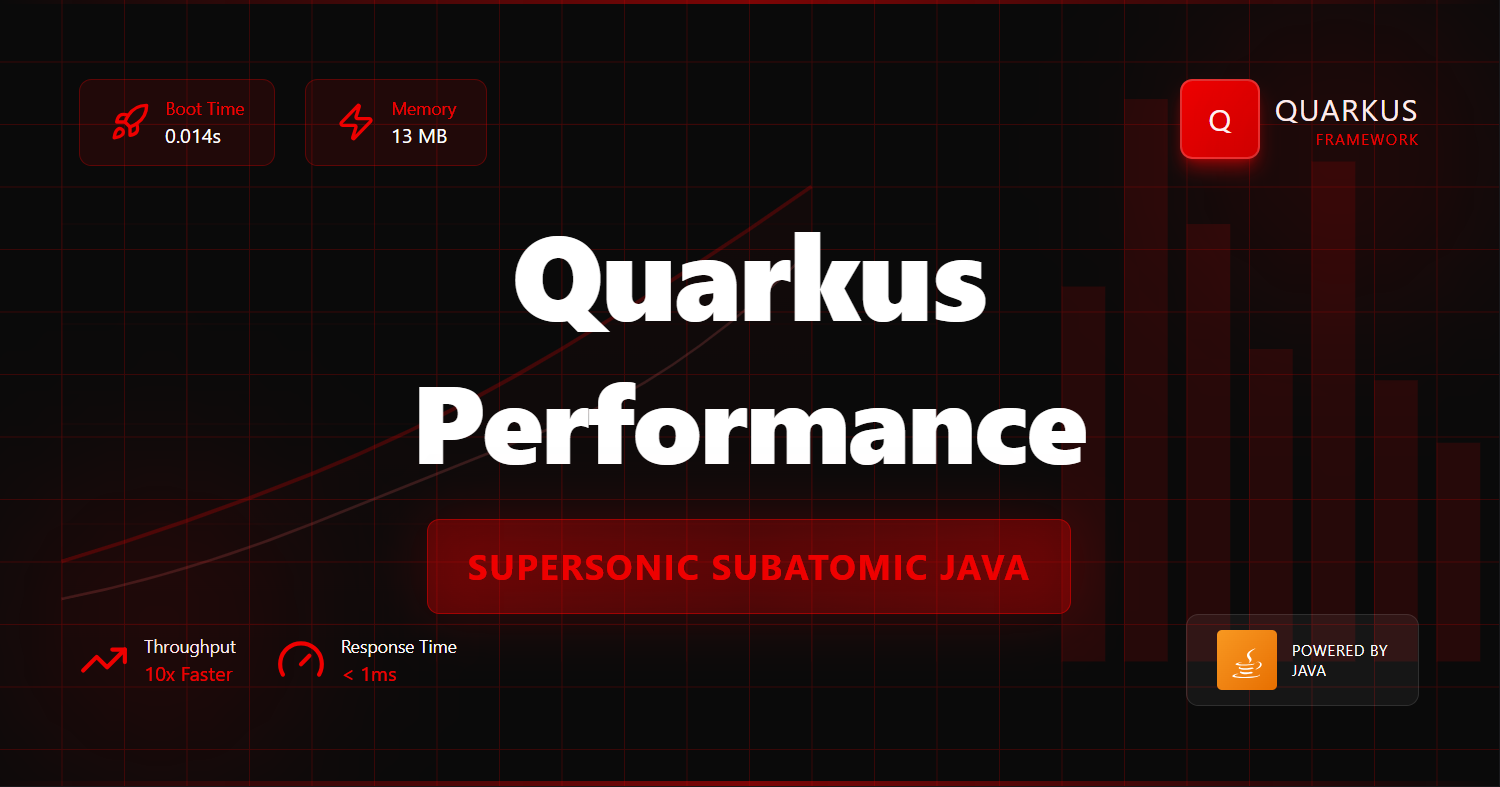 Boot Time
0.014s
Memory
13 MB
Q
QUARKUS
FRAMEWORK
Quarkus
Performance
SUPERSONIC SUBATOMIC JAVA
Throughput
10x Faster
Response Time
< 1ms
POWERED BY
JAVA